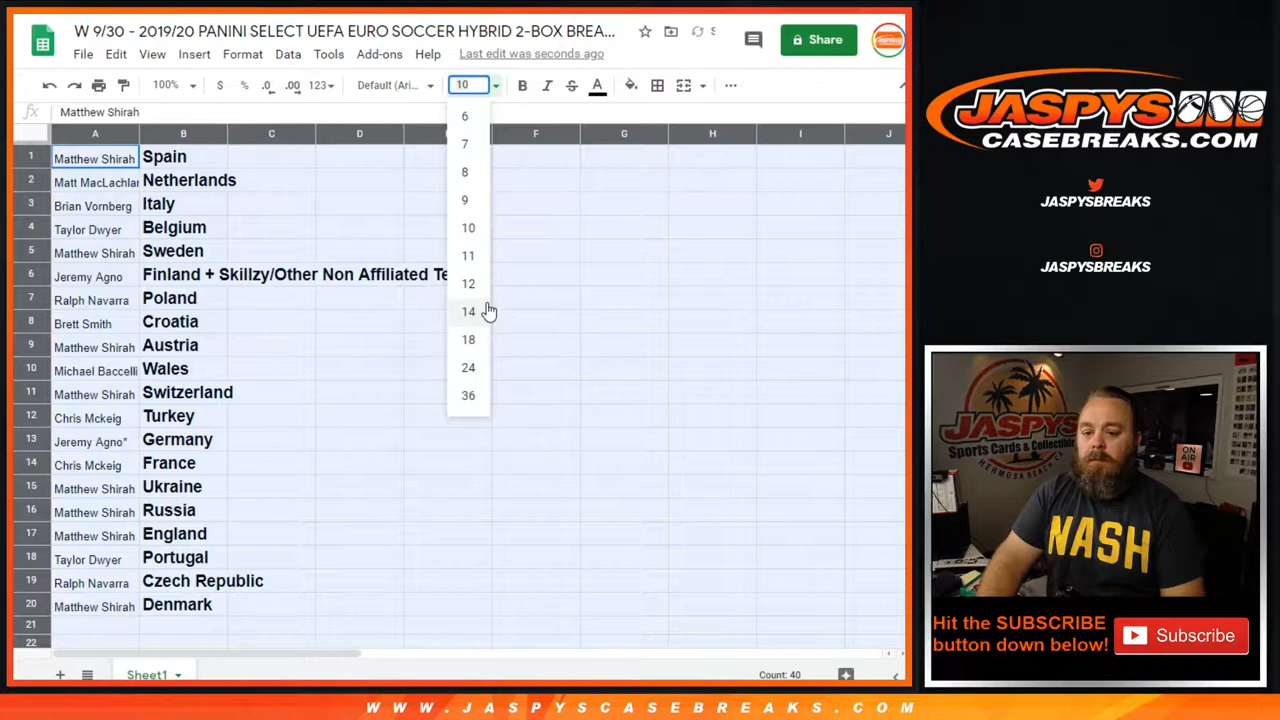 W 9/30 - 2019/20 PANINI SELECT UEFA EURO SOCCER HYBRID 2-BOX BREA...
Share
File Edit View Insert Format Data Tools Add-ons Help Last edit was seconds ago
100% $ % .0 .00 123 Default (Ari... 10 B I S A
fx Matthew Shirah
A B C D F G H I J
1 Matthew Shirah Spain
2 Matt MacLachlan Netherlands
3 Brian Vornberg Italy
4 Taylor Dwyer Belgium
5 Matthew Shirah Sweden
6 Jeremy Agno Finland + Skillzy/Other Non Affiliated Te
7 Ralph Navarra Poland
8 Brett Smith Croatia
9 Matthew Shirah Austria
10 Michael Baccelli Wales
11 Matthew Shirah Switzerland
12 Chris Mckeig Turkey
13 Jeremy Agno* Germany
14 Chris Mckeig France
15 Matthew Shirah Ukraine
16 Matthew Shirah Russia
17 Matthew Shirah England
18 Taylor Dwyer Portugal
19 Ralph Navarra Czech Republic
20 Matthew Shirah Denmark
21
22
6
7
8
9
10
11
12
14
18
24
36
Sheet1
Count: 40
JASPYS
CASEBREAKS.COM
JASPYSBREAKS
JASPYSBREAKS
JASPY'S
Sports Cards & Collectibles
HERMOSA BEACH, CA
ON AIR
NASH
Hit the SUBSCRIBE
button down below!
Subscribe
WWW.JASPYSCASEBREAKS.COM